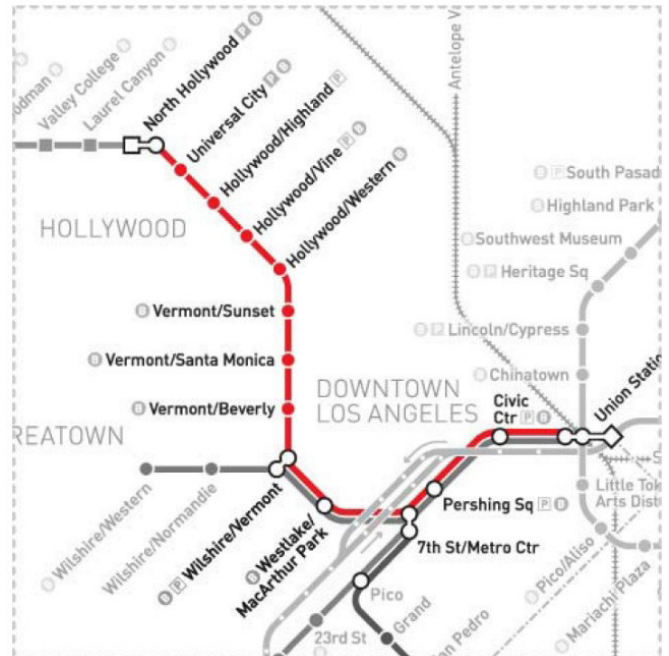 odman
Valley College
Laurel Canyon
North Hollywood P B
Universal City P B
Hollywood/Highland P
Hollywood/Vine P B
Hollywood/Western B
Antelope V
HOLLYWOOD
B P South Pasad
B Highland Park
B Southwest Museum
B P Heritage Sq
B P Lincoln/Cypress
B Chinatown
B Vermont/Sunset
B Vermont/Santa Monica
B Vermont/Beverly
DOWNTOWN
LOS ANGELES
Civic
Ctr P B
Union Statio
REATOWN
B Wilshire/Western
Wilshire/Normandie
B P Wilshire/Vermont
B Westlake/
MacArthur Park
Pershing Sq P B
7th St/Metro Ctr
Little Tok
Arts Dist
Pico/Aliso
Mariachi Plaza
Pico
Grand
23rd St
an Pedro